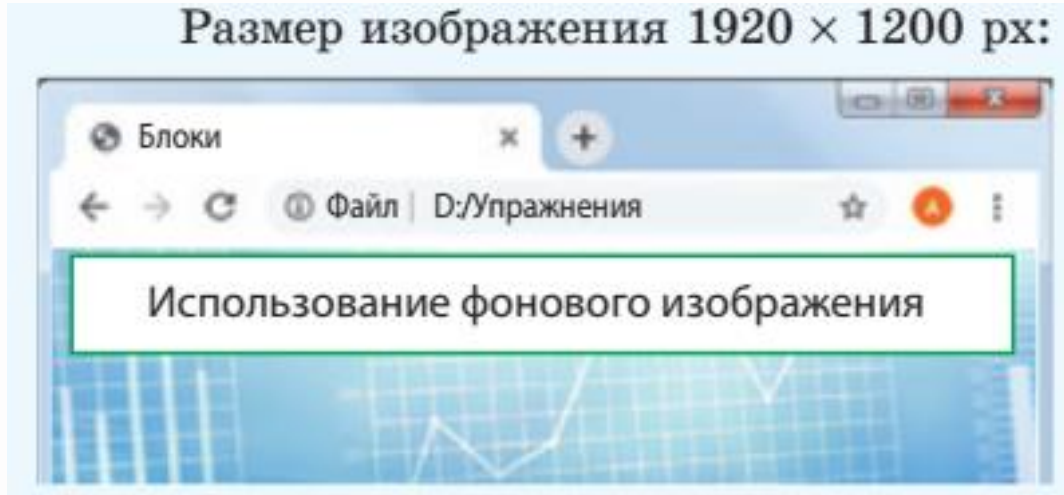 Размер изображения 1920 × 1200 px:
Блоки
Файл | D:/Упражнения
Использование фонового изображения